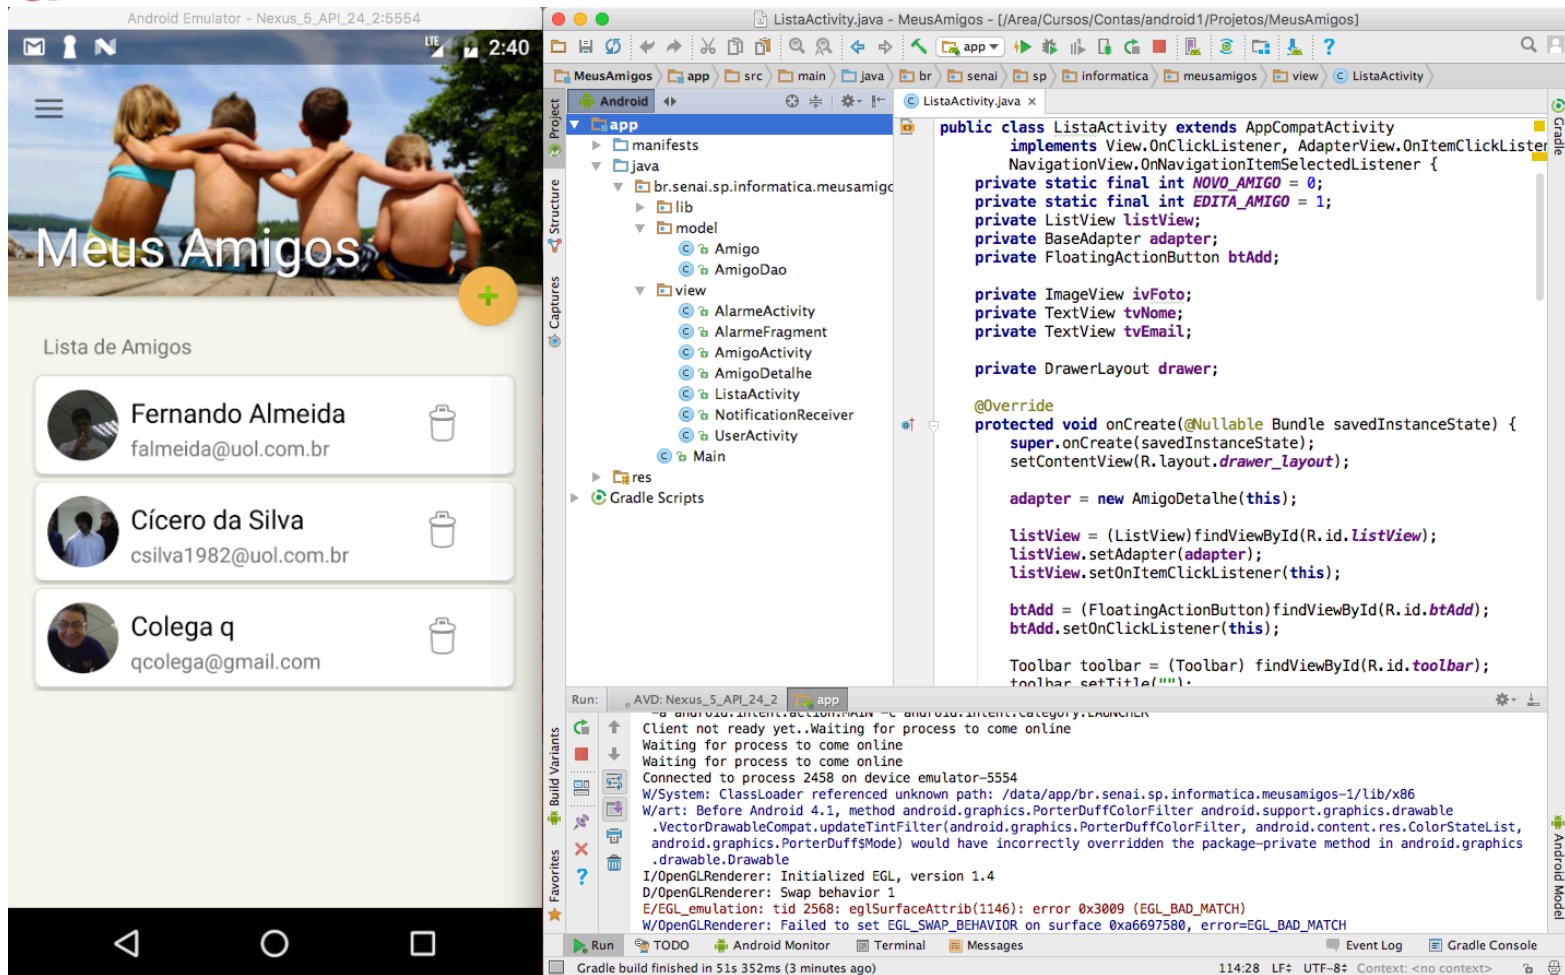 Android Emulator - Nexus_5_API_24_2:5554
LTE 2:40
Meus Amigos
Lista de Amigos
Fernando Almeida
falmeida@uol.com.br
Cícero da Silva
csilva1982@uol.com.br
Colega q
qcolega@gmail.com
ListaActivity.java - MeusAmigos - [/Area/Cursos/Contas/android1/Projetos/MeusAmigos]
app
MeusAmigos app src main java br senai sp informatica meusamigos view ListaActivity
Android
ListaActivity.java
Project
Structure
Captures
Build Variants
Favorites
app
manifests
java
br.senai.sp.informatica.meusamigo
lib
model
Amigo
AmigoDao
view
AlarmeActivity
AlarmeFragment
AmigoActivity
AmigoDetalhe
ListaActivity
NotificationReceiver
UserActivity
Main
res
Gradle Scripts
public class ListaActivity extends AppCompatActivity
implements View.OnClickListener, AdapterView.OnItemClickListe
NavigationView.OnNavigationItemSelectedListener {
private static final int NOVO_AMIGO = 0;
private static final int EDITA_AMIGO = 1;
private ListView listView;
private BaseAdapter adapter;
private FloatingActionButton btAdd;
private ImageView ivFoto;
private TextView tvNome;
private TextView tvEmail;
private DrawerLayout drawer;
@Override
protected void onCreate(@Nullable Bundle savedInstanceState) {
super.onCreate(savedInstanceState);
setContentView(R.layout.drawer_layout);
adapter = new AmigoDetalhe(this);
listView = (ListView)findViewById(R.id.listView);
listView.setAdapter(adapter);
listView.setOnItemClickListener(this);
btAdd = (FloatingActionButton)findViewById(R.id.btAdd);
btAdd.setOnClickListener(this);
Toolbar toolbar = (Toolbar) findViewById(R.id.toolbar);
toolbar.setTitle("");
Gradle
Android Model
Run: AVD: Nexus_5_API_24_2 app
-a android.intent.action.MAIN -c android.intent.category.LAUNCHER
Client not ready yet..Waiting for process to come online
Waiting for process to come online
Waiting for process to come online
Connected to process 2458 on device emulator-5554
W/System: ClassLoader referenced unknown path: /data/app/br.senai.sp.informatica.meusamigos-1/lib/x86
W/art: Before Android 4.1, method android.graphics.PorterDuffColorFilter android.support.graphics.drawable
.VectorDrawableCompat.updateTintFilter(android.graphics.PorterDuffColorFilter, android.content.res.ColorStateList,
android.graphics.PorterDuff$Mode) would have incorrectly overridden the package-private method in android.graphics
.drawable.Drawable
I/OpenGLRenderer: Initialized EGL, version 1.4
D/OpenGLRenderer: Swap behavior 1
E/EGL_emulation: tid 2568: eglSurfaceAttrib(1146): error 0x3009 (EGL_BAD_MATCH)
W/OpenGLRenderer: Failed to set EGL_SWAP_BEHAVIOR on surface 0xa6697580, error=EGL_BAD_MATCH
Run TODO Android Monitor Terminal Messages Event Log Gradle Console
Gradle build finished in 51s 352ms (3 minutes ago) 114:28 LF UTF-8 Context: <no context>